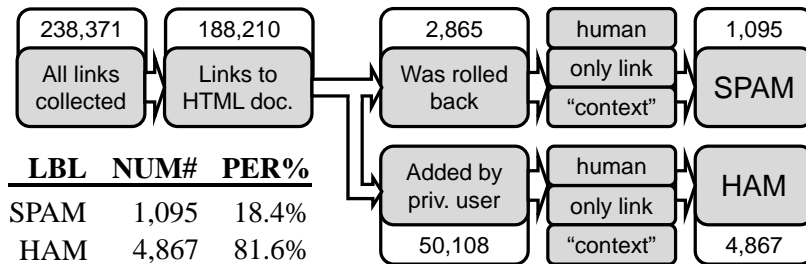 238,371
All links
collected
188,210
Links to
HTML doc.
2,865
Was rolled
back
human
only link
“context”
1,095
SPAM
Added by
priv. user
50,108
human
only link
“context”
HAM
4,867
LBL NUM# PER%
SPAM 1,095 18.4%
HAM 4,867 81.6%